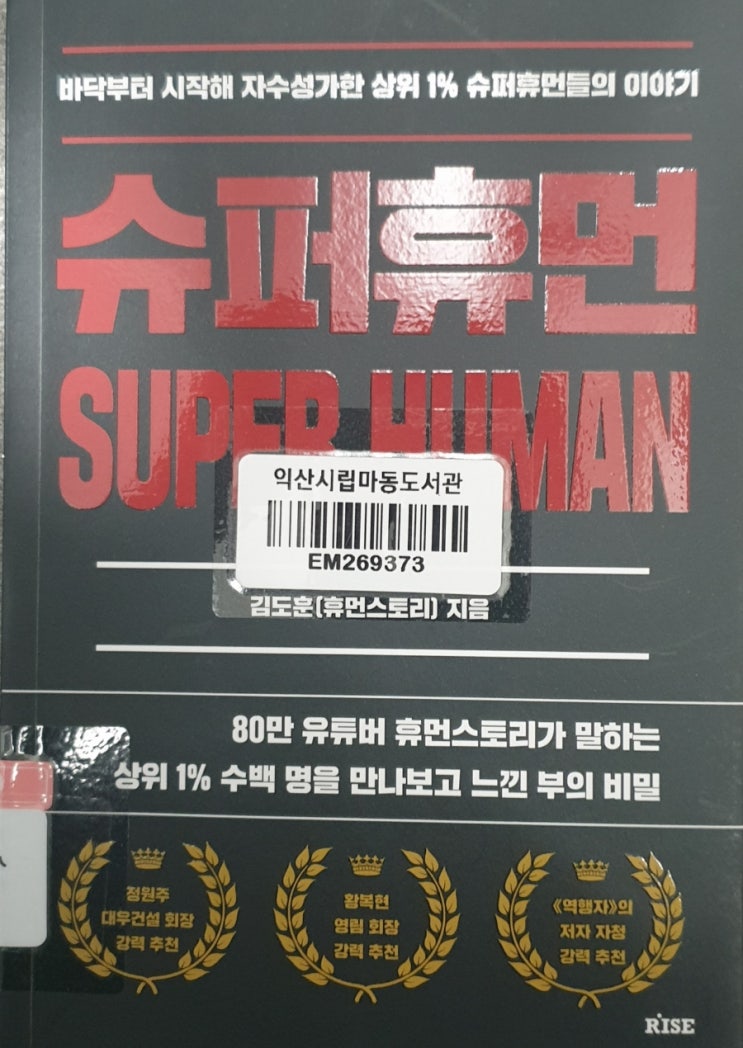 바닥부터 시작해 자수성가한 상위 1% 슈퍼휴먼들의 이야기
슈퍼휴먼
SUPER HUMAN
익산시립마동도서관
EM269373
김도훈(휴먼스토리) 지음
80만 유튜버 휴먼스토리가 말하는
상위 1% 수백 명을 만나보고 느낀 부의 비밀
정원주
대우건설 회장
강력 추천
황복현
영림 회장
강력 추천
《역행자》의
저자 자청
강력 추천
RISE